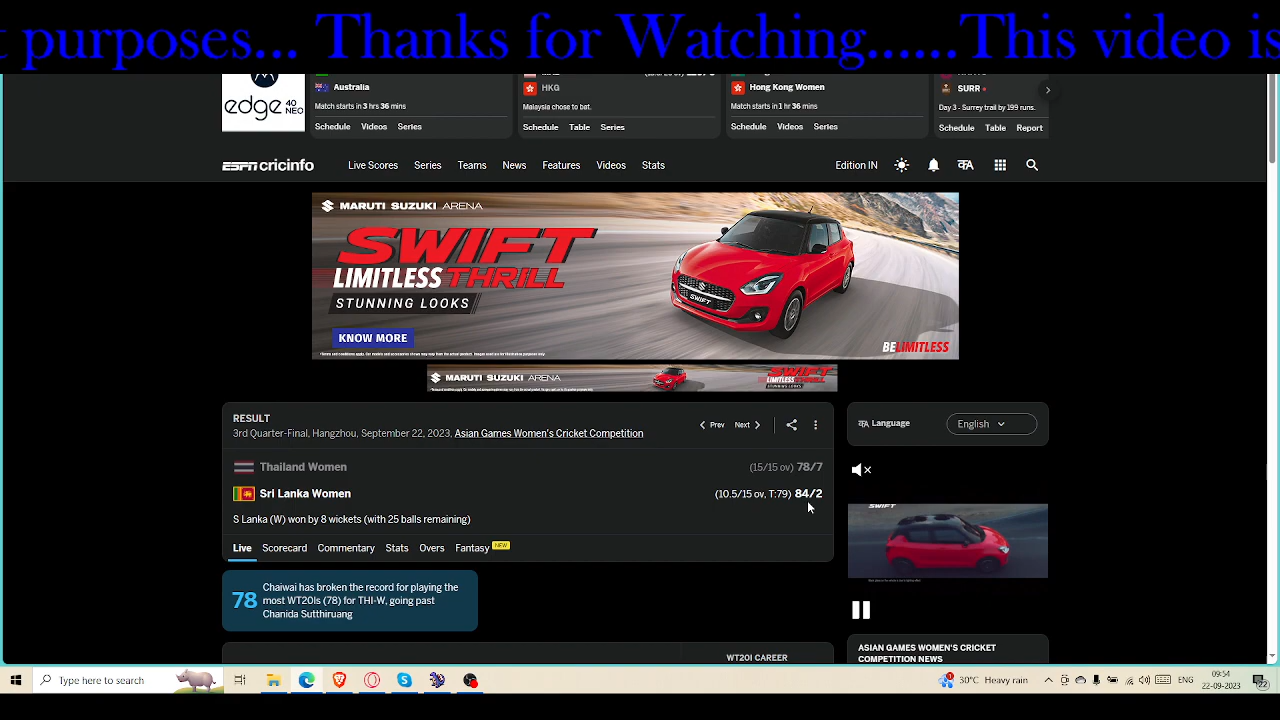 t purposes... Thanks for Watching......This video is
edge 40 NEO
Australia
Match starts in 3 hrs 36 mins
Schedule Videos Series
HKG
Malaysia chose to bat.
Schedule Table Series
Hong Kong Women
Match starts in 1 hr 36 mins
Schedule Videos Series
SURR
Day 3 - Surrey trail by 199 runs.
Schedule Table Report
ESPN cricinfo Live Scores Series Teams News Features Videos Stats Edition IN
MARUTI SUZUKI ARENA
SWIFT
LIMITLESS THRILL
STUNNING LOOKS
KNOW MORE
BELIMITLESS
MARUTI SUZUKI ARENA
RESULT
3rd Quarter-Final, Hangzhou, September 22, 2023, Asian Games Women's Cricket Competition
Prev Next
Thailand Women (15/15 ov) 78/7
Sri Lanka Women (10.5/15 ov, T:79) 84/2
S Lanka (W) won by 8 wickets (with 25 balls remaining)
Live Scorecard Commentary Stats Overs Fantasy NEW
Language English
SWIFT
78
Chaiwai has broken the record for playing the
most WT20Is (78) for THI-W, going past
Chanida Sutthiruang
WT20I CAREER
ASIAN GAMES WOMEN'S CRICKET
COMPETITION NEWS
Type here to search
30°C Heavy rain
ENG
09:54
22-09-2023